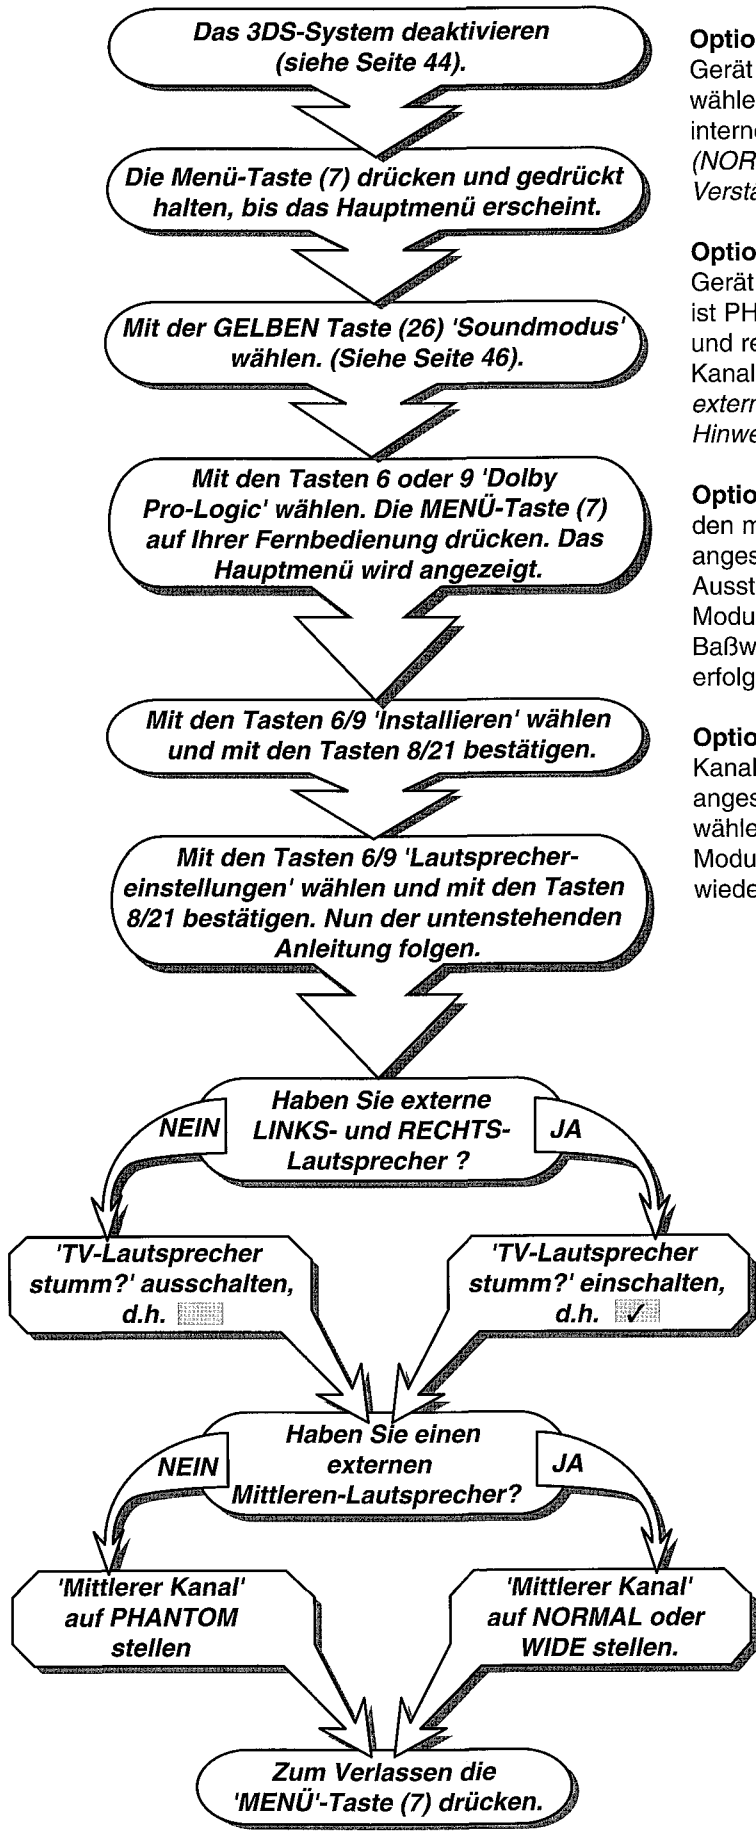 Das 3DS-System deaktivieren
(siehe Seite 44).
Die Menü-Taste (7) drücken und gedrückt
halten, bis das Hauptmenü erscheint.
Mit der GELBEN Taste (26) 'Soundmodus'
wählen. (Siehe Seite 46).
Mit den Tasten 6 oder 9 'Dolby
Pro-Logic' wählen. Die MENÜ-Taste (7)
auf Ihrer Fernbedienung drücken. Das
Hauptmenü wird angezeigt.
Mit den Tasten 6/9 'Installieren' wählen
und mit den Tasten 8/21 bestätigen.
Mit den Tasten 6/9 'Lautsprecher-
einstellungen' wählen und mit den Tasten
8/21 bestätigen. Nun der untenstehenden
Anleitung folgen.
Haben Sie externe
LINKS- und RECHTS-
Lautsprecher ?
NEIN
JA
'TV-Lautsprecher
stumm?' ausschalten,
d.h.
'TV-Lautsprecher
stumm?' einschalten,
d.h. ✓
Haben Sie einen
externen
Mittleren-Lautsprecher?
NEIN
JA
'Mittlerer Kanal'
auf PHANTOM
stellen
'Mittlerer Kanal'
auf NORMAL oder
WIDE stellen.
Zum Verlassen die
'MENÜ'-Taste (7) drücken.
Optio
Gerät
wähle
intern
(NOR
Verstä
Optio
Gerät
ist PH
und re
Kanal
extern
Hinwe
Optio
den m
anges
Ausst
Modu
Baßw
erfolg
Optio
Kanal
anges
wähle
Modu
wiede